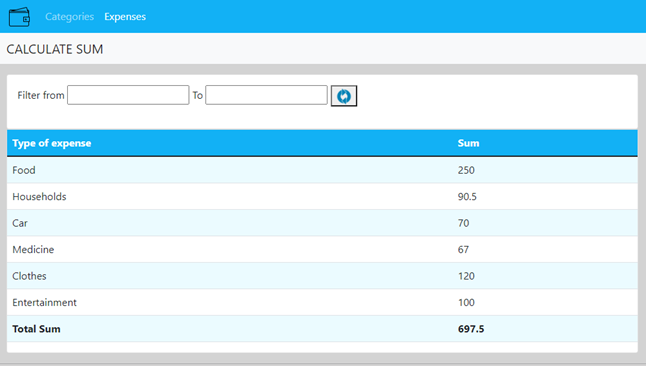 Categories Expenses
CALCULATE SUM
Filter from To
Type of expense Sum
Food 250
Households 90.5
Car 70
Medicine 67
Clothes 120
Entertainment 100
Total Sum 697.5